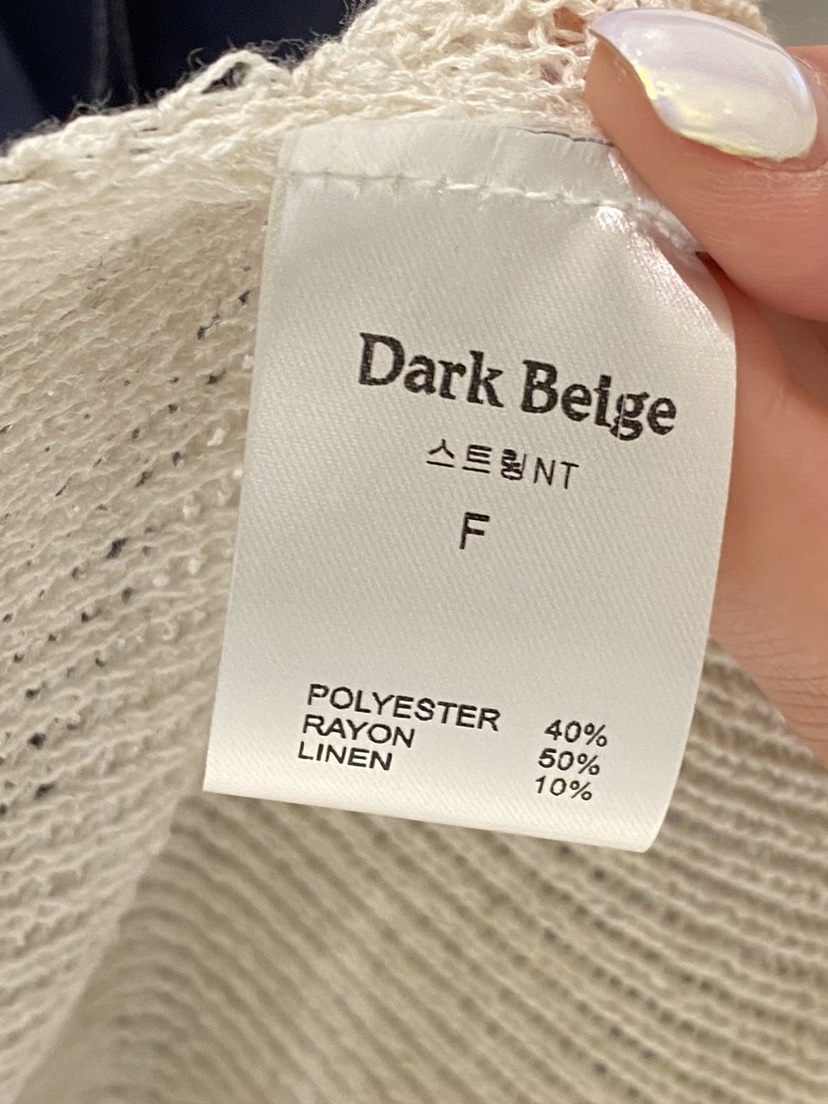 Dark Beige
스트링NT
F
POLYESTER 40%
RAYON 50%
LINEN 10%